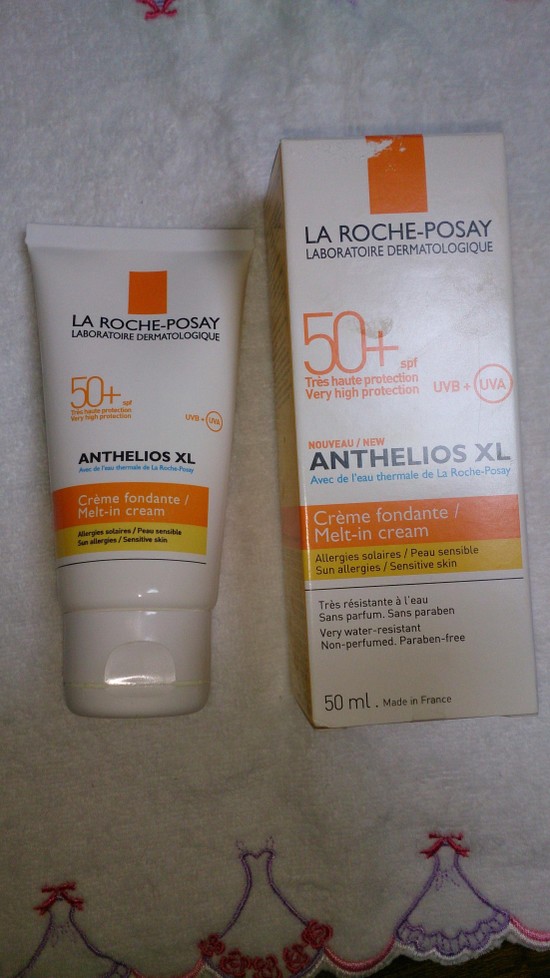 LA ROCHE-POSAY
LABORATOIRE DERMATOLOGIQUE
50+ spf
Très haute protection
Very high protection
UVB + UVA
ANTHELIOS XL
Avec de l'eau thermale de La Roche-Posay
Crème fondante /
Melt-in cream
Allergies solaires / Peau sensible
Sun allergies / Sensitive skin
LA ROCHE-POSAY
LABORATOIRE DERMATOLOGIQUE
50+ spf
Très haute protection
Very high protection
UVB + UVA
NOUVEAU / NEW
ANTHELIOS XL
Avec de l'eau thermale de La Roche-Posay
Crème fondante /
Melt-in cream
Allergies solaires / Peau sensible
Sun allergies / Sensitive skin
Très résistante à l'eau
Sans parfum. Sans paraben
Very water-resistant
Non-perfumed. Paraben-free
50 ml. Made in France